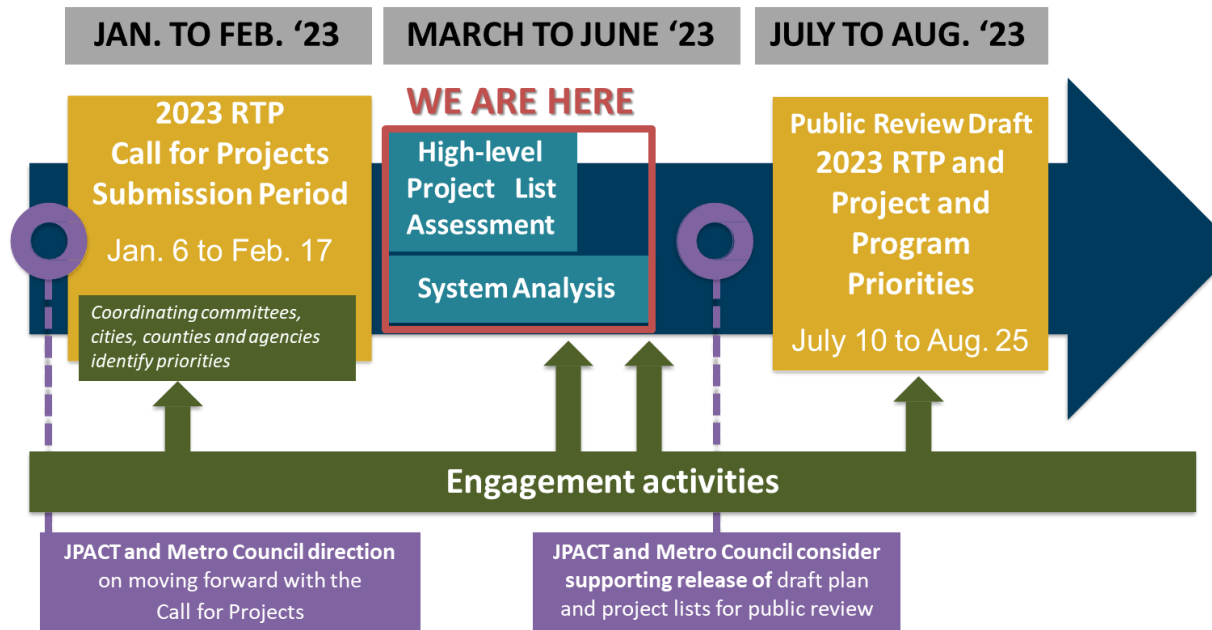 JAN. TO FEB. ‘23
MARCH TO JUNE ‘23
JULY TO AUG. ‘23
2023 RTP
Call for Projects
Submission Period
Jan. 6 to Feb. 17
Coordinating committees,
cities, counties and agencies
identify priorities
WE ARE HERE
High-level
Project List
Assessment
System Analysis
Public Review Draft
2023 RTP and
Project and
Program
Priorities
July 10 to Aug. 25
Engagement activities
JPACT and Metro Council direction
on moving forward with the
Call for Projects
JPACT and Metro Council consider
supporting release of draft plan
and project lists for public review